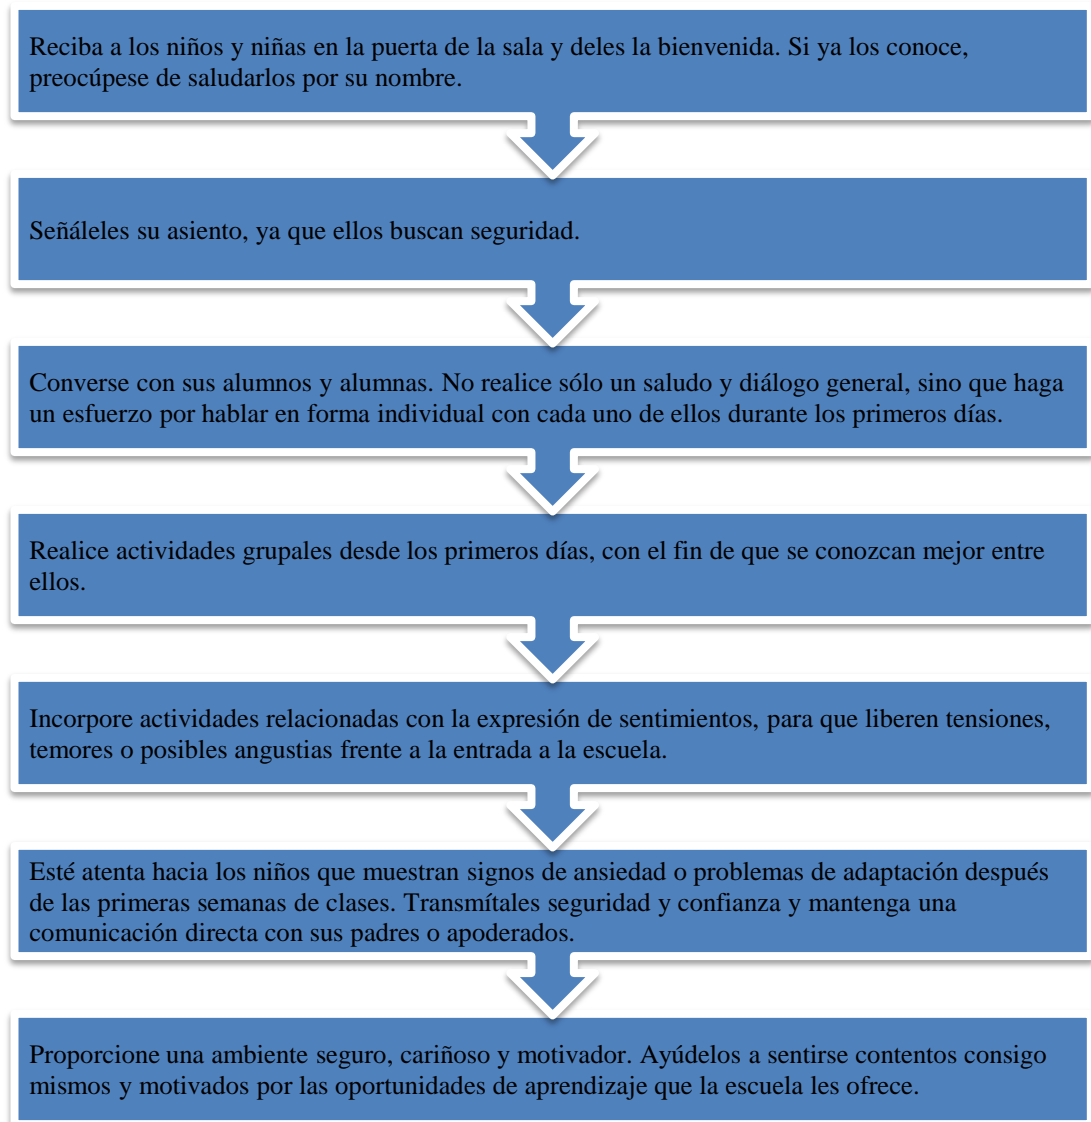 Reciba a los niños y niñas en la puerta de la sala y deles la bienvenida. Si ya los conoce,
preocúpese de saludarlos por su nombre.
Señáleles su asiento, ya que ellos buscan seguridad.
Converse con sus alumnos y alumnas. No realice sólo un saludo y diálogo general, sino que haga
un esfuerzo por hablar en forma individual con cada uno de ellos durante los primeros días.
Realice actividades grupales desde los primeros días, con el fin de que se conozcan mejor entre
ellos.
Incorpore actividades relacionadas con la expresión de sentimientos, para que liberen tensiones,
temores o posibles angustias frente a la entrada a la escuela.
Esté atenta hacia los niños que muestran signos de ansiedad o problemas de adaptación después
de las primeras semanas de clases. Transmítales seguridad y confianza y mantenga una
comunicación directa con sus padres o apoderados.
Proporcione una ambiente seguro, cariñoso y motivador. Ayúdelos a sentirse contentos consigo
mismos y motivados por las oportunidades de aprendizaje que la escuela les ofrece.